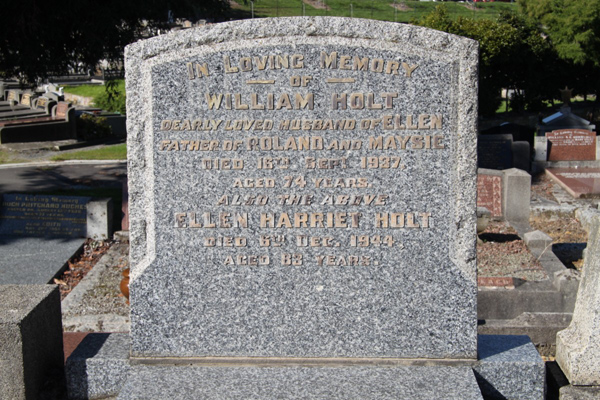 IN LOVING MEMORY
OF
WILLIAM HOLT
DEARLY LOVED HUSBAND OF ELLEN
FATHER OF ROLAND AND MAYSIE
DIED 16TH SEPT. 1937,
AGED 74 YEARS.
ALSO THE ABOVE
ELLEN HARRIET HOLT
DIED 6TH DEC. 1944
AGED 83 YEARS.